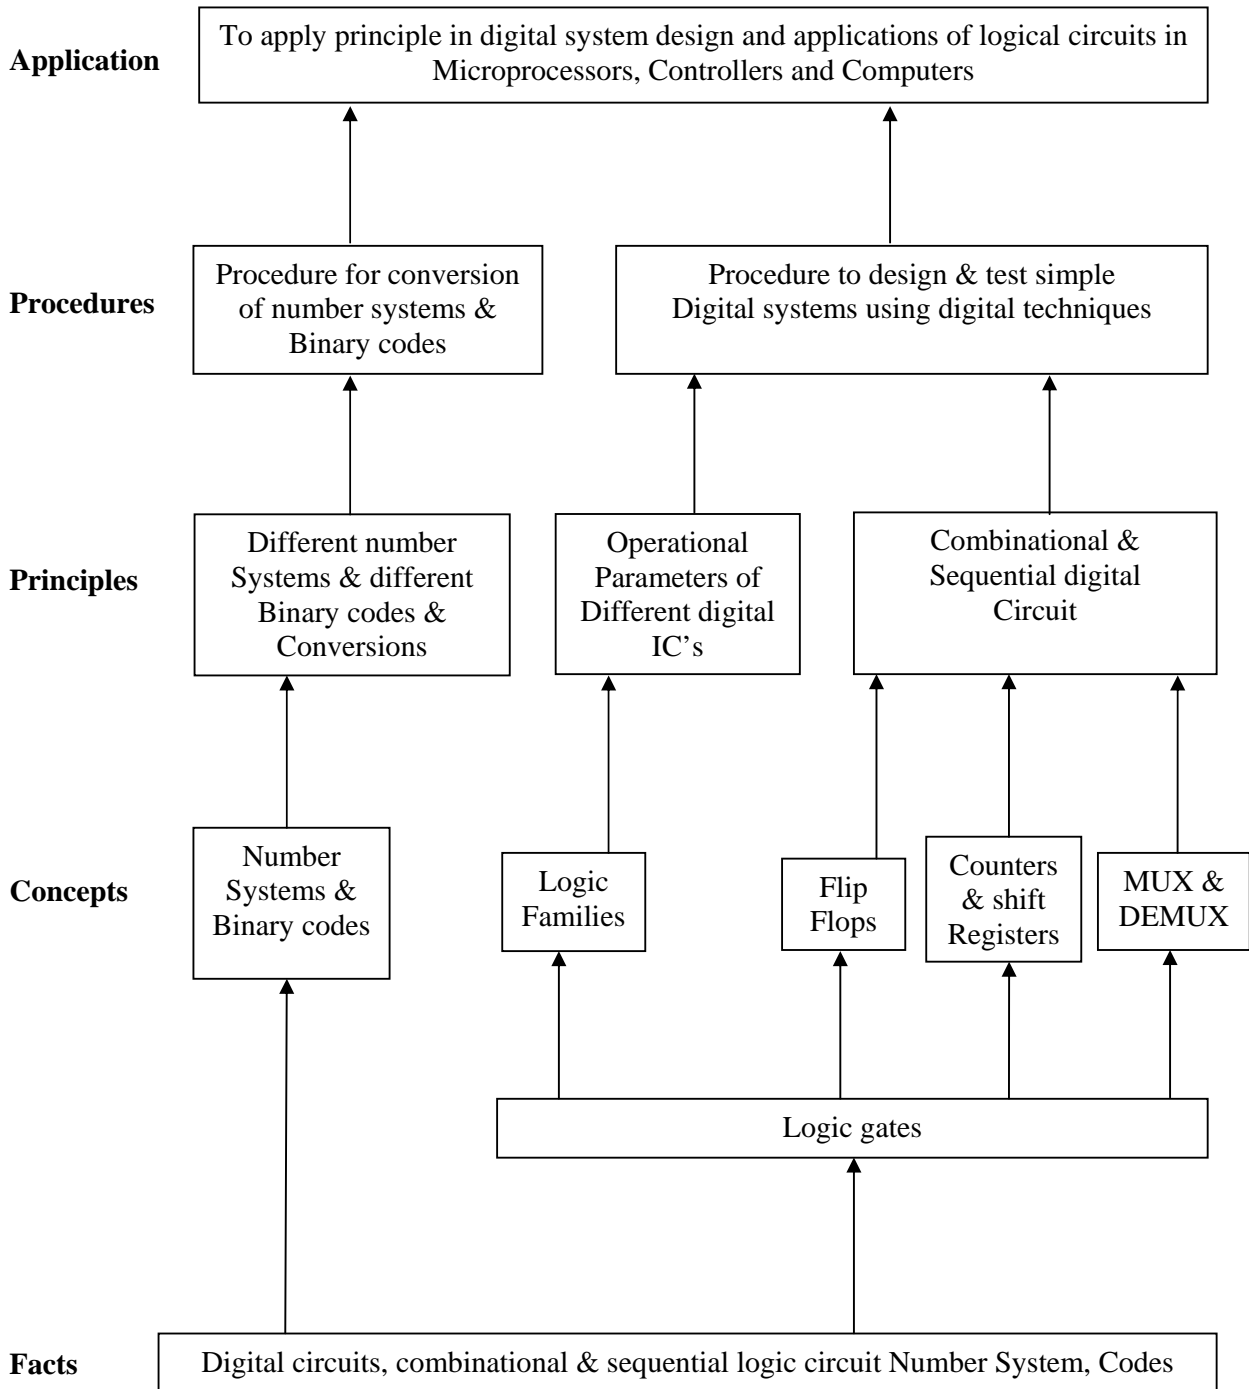 Application
To apply principle in digital system design and applications of logical circuits in
Microprocessors, Controllers and Computers
Procedures
Procedure for conversion
of number systems &
Binary codes
Procedure to design & test simple
Digital systems using digital techniques
Principles
Different number
Systems & different
Binary codes &
Conversions
Operational
Parameters of
Different digital
IC’s
Combinational &
Sequential digital
Circuit
Concepts
Number
Systems &
Binary codes
Logic
Families
Flip
Flops
Counters
& shift
Registers
MUX &
DEMUX
Logic gates
Facts
Digital circuits, combinational & sequential logic circuit Number System, Codes